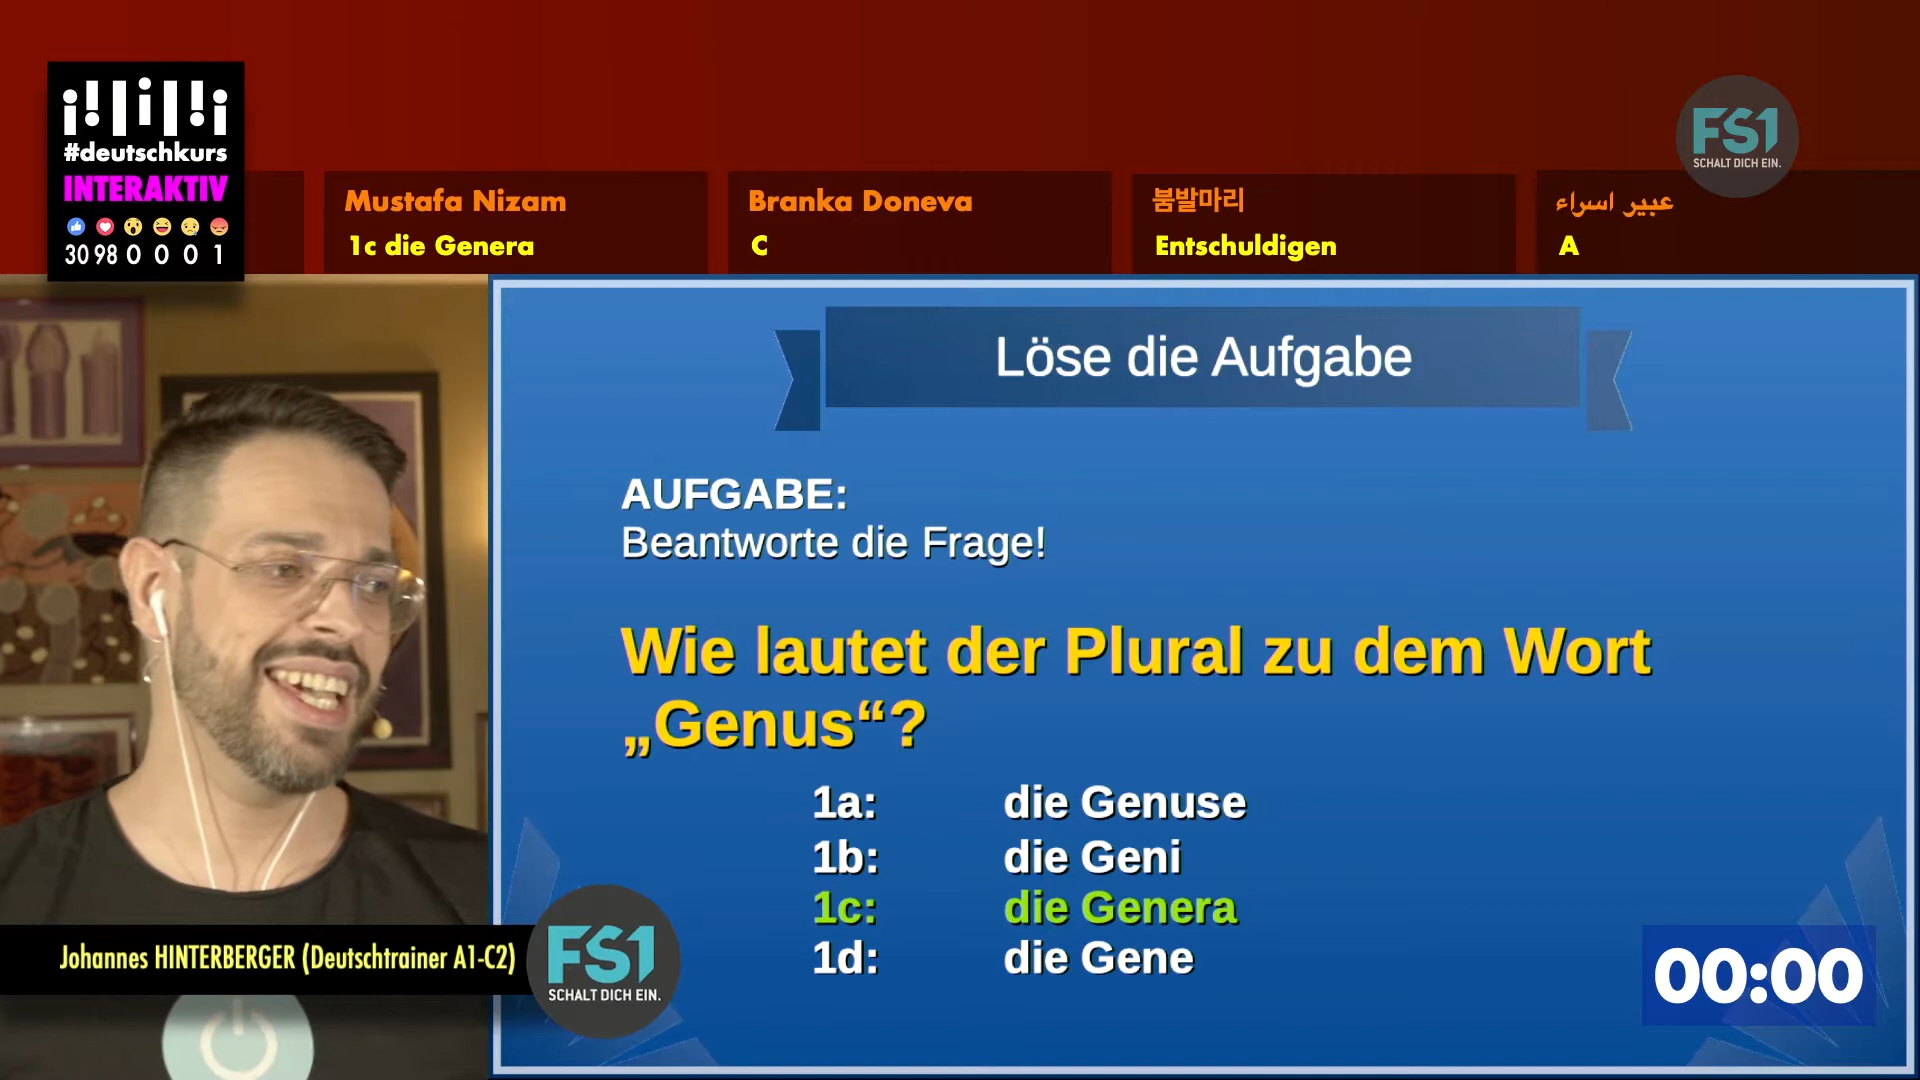 #deutschkurs
INTERAKTIV
30 98 0 0 0 1
Mustafa Nizam
1c die Genera
Branka Doneva
C
붐발마리
Entschuldigen
عبير اسراء
A
FS1
SCHALT DICH EIN.
Löse die Aufgabe
AUFGABE:
Beantworte die Frage!
Wie lautet der Plural zu dem Wort
„Genus“?
1a: die Genuse
1b: die Geni
1c: die Genera
1d: die Gene
Johannes HINTERBERGER (Deutschtrainer A1-C2)
FS1
SCHALT DICH EIN.
00:00